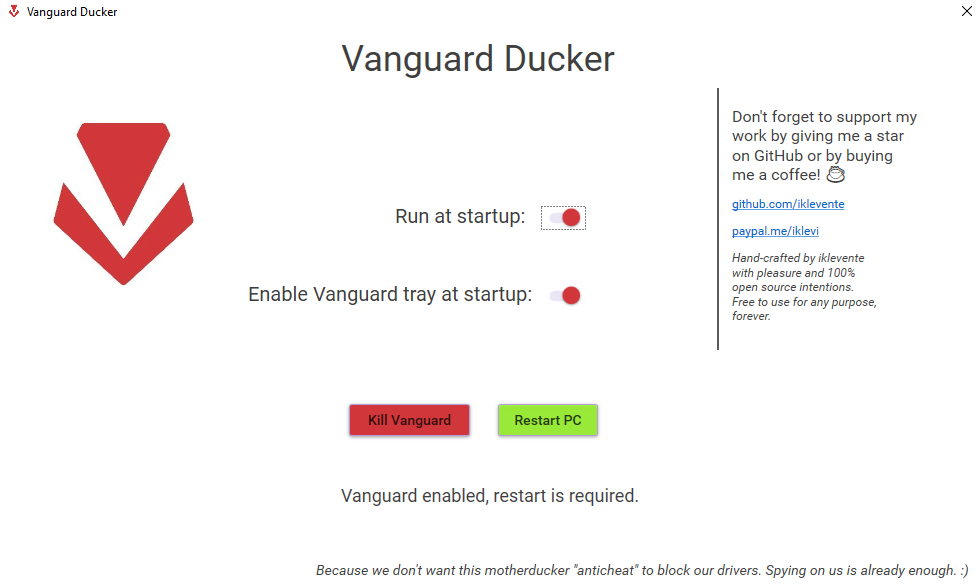 Vanguard Ducker
Vanguard Ducker
Don't forget to support my
work by giving me a star
on GitHub or by buying
me a coffee! ☕
github.com/iklevente
paypal.me/iklevi
Hand-crafted by iklevente
with pleasure and 100%
open source intentions.
Free to use for any purpose,
forever.
Run at startup:
Enable Vanguard tray at startup:
Kill Vanguard
Restart PC
Vanguard enabled, restart is required.
Because we don't want this motherducker "anticheat" to block our drivers. Spying on us is already enough. :)